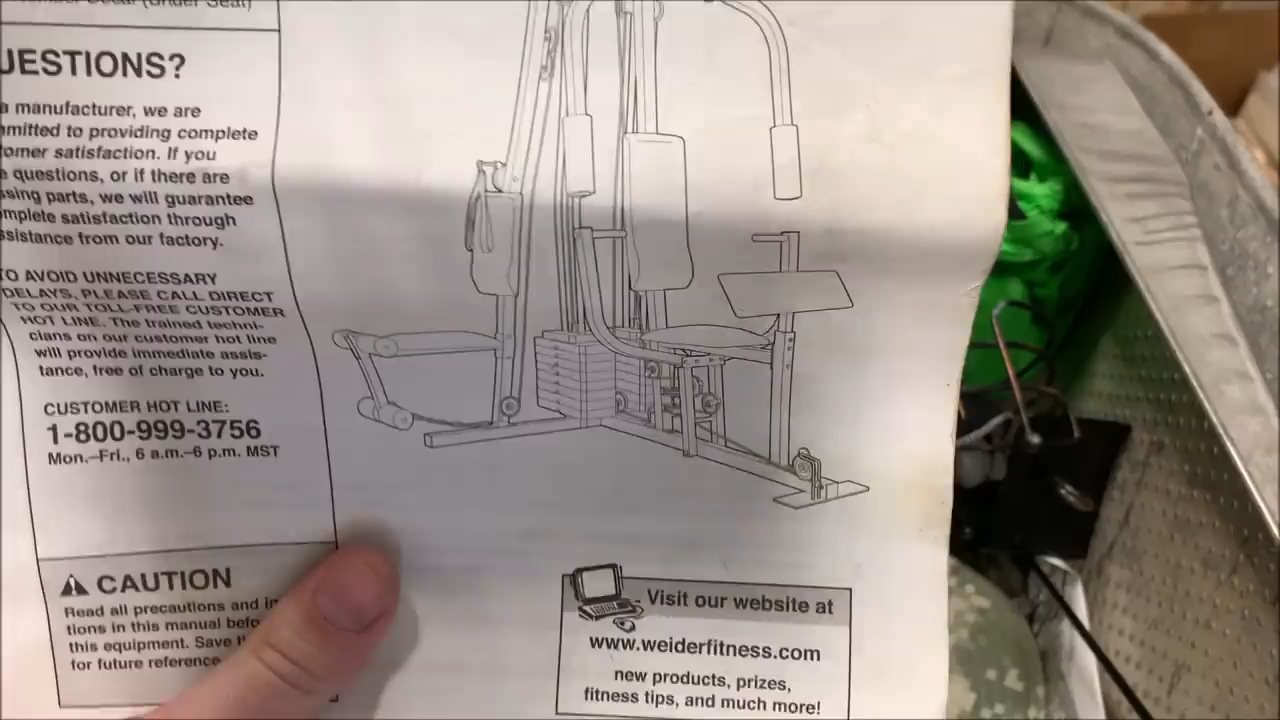 (Under Seat)
UESTIONS?
a manufacturer, we are
mmitted to providing complete
tomer satisfaction. If you
e questions, or if there are
ssing parts, we will guarantee
mplete satisfaction through
ssistance from our factory.
TO AVOID UNNECESSARY
DELAYS, PLEASE CALL DIRECT
TO OUR TOLL-FREE CUSTOMER
HOT LINE. The trained techni-
cians on our customer hot line
will provide immediate assis-
tance, free of charge to you.
CUSTOMER HOT LINE:
1-800-999-3756
Mon.–Fri., 6 a.m.–6 p.m. MST
CAUTION
Read all precautions and in
tions in this manual befo
this equipment. Save
for future reference
Visit our website at
www.weiderfitness.com
new products, prizes,
fitness tips, and much more!